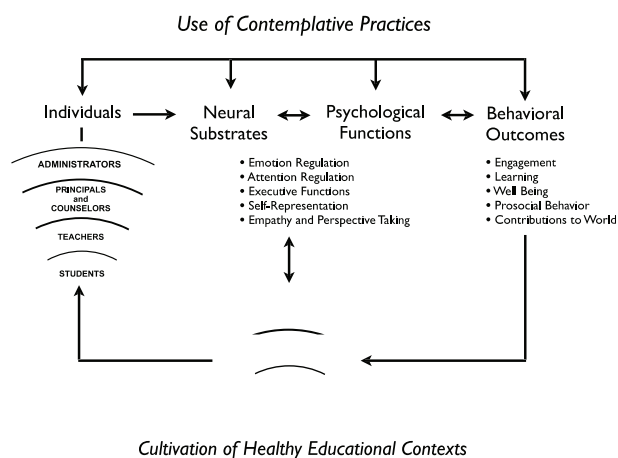 Use of Contemplative Practices
Individuals
Neural
Substrates
Psychological
Functions
Behavioral
Outcomes
ADMINISTRATORS
PRINCIPALS
and
COUNSELORS
TEACHERS
STUDENTS
• Emotion Regulation
• Attention Regulation
• Executive Functions
• Self-Representation
• Empathy and Perspective Taking
• Engagement
• Learning
• Well Being
• Prosocial Behavior
• Contributions to World
Cultivation of Healthy Educational Contexts